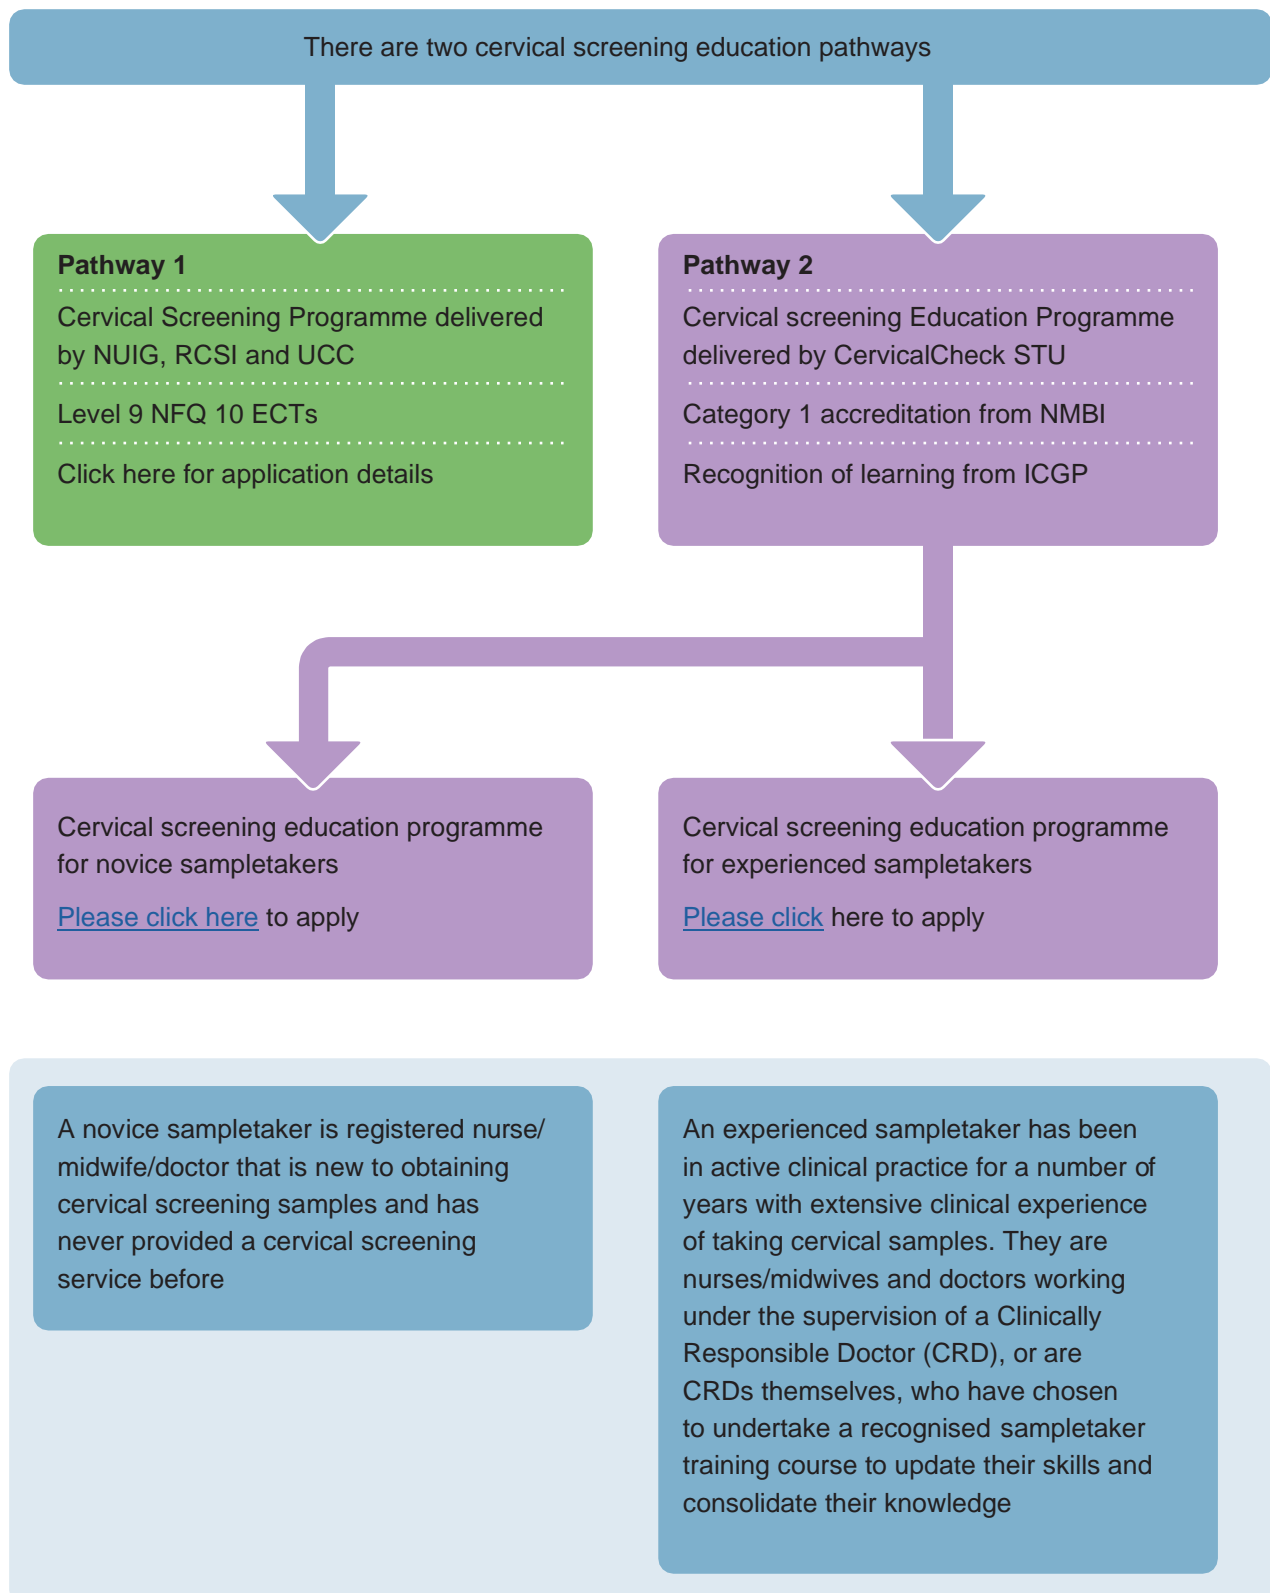 There are two cervical screening education pathways
Pathway 1
Cervical Screening Programme delivered
by NUIG, RCSI and UCC
Level 9 NFQ 10 ECTs
Click here for application details
Pathway 2
Cervical screening Education Programme
delivered by CervicalCheck STU
Category 1 accreditation from NMBI
Recognition of learning from ICGP
Cervical screening education programme
for novice sampletakers
Please click here to apply
Cervical screening education programme
for experienced sampletakers
Please click here to apply
A novice sampletaker is registered nurse/
midwife/doctor that is new to obtaining
cervical screening samples and has
never provided a cervical screening
service before
An experienced sampletaker has been
in active clinical practice for a number of
years with extensive clinical experience
of taking cervical samples. They are
nurses/midwives and doctors working
under the supervision of a Clinically
Responsible Doctor (CRD), or are
CRDs themselves, who have chosen
to undertake a recognised sampletaker
training course to update their skills and
consolidate their knowledge